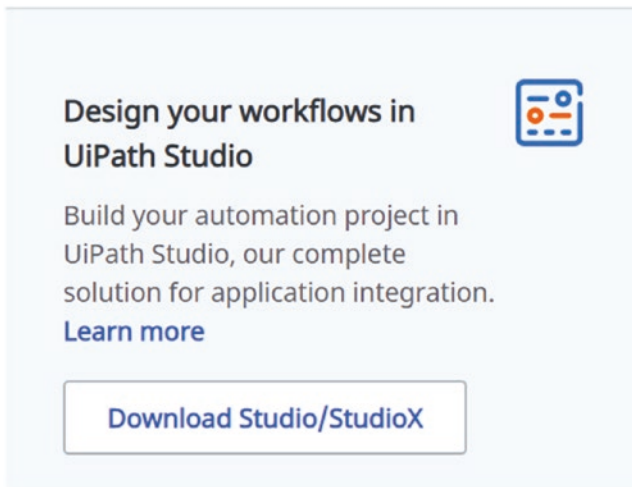 Design your workflows in
UiPath Studio
Build your automation project in
UiPath Studio, our complete
solution for application integration.
Learn more
Download Studio/StudioX